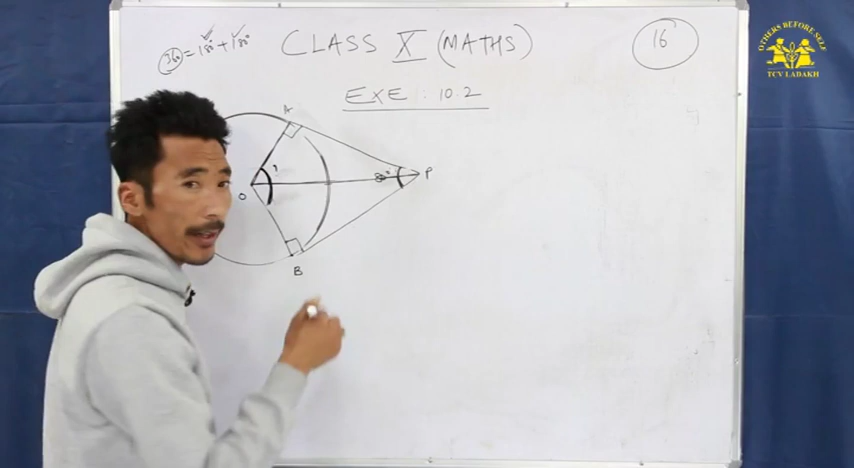 360° = 180° + 180°
CLASS X (MATHS)
16
EXE : 10.2
A
O
P
B
80°
OTHERS BEFORE SELF
TCV LADAKH